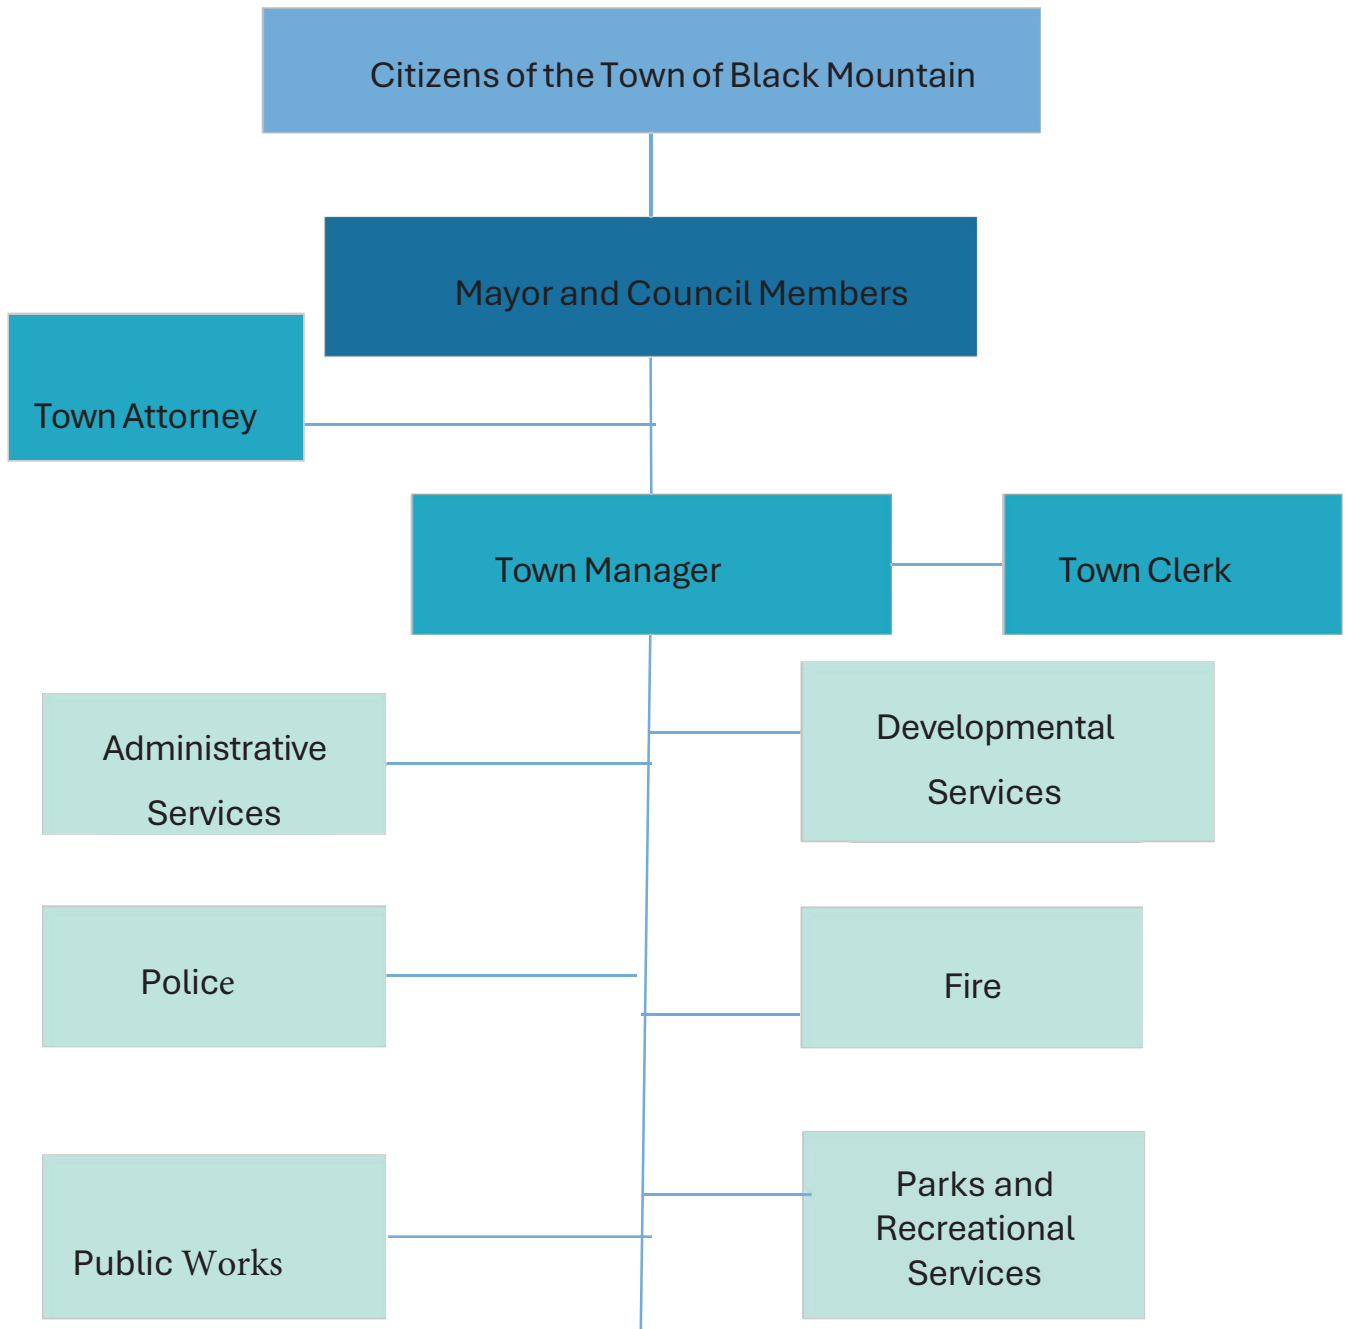 Citizens of the Town of Black Mountain
Mayor and Council Members
Town Attorney
Town Manager
Town Clerk
Administrative
Services
Developmental
Services
Police
Fire
Public Works
Parks and
Recreational
Services